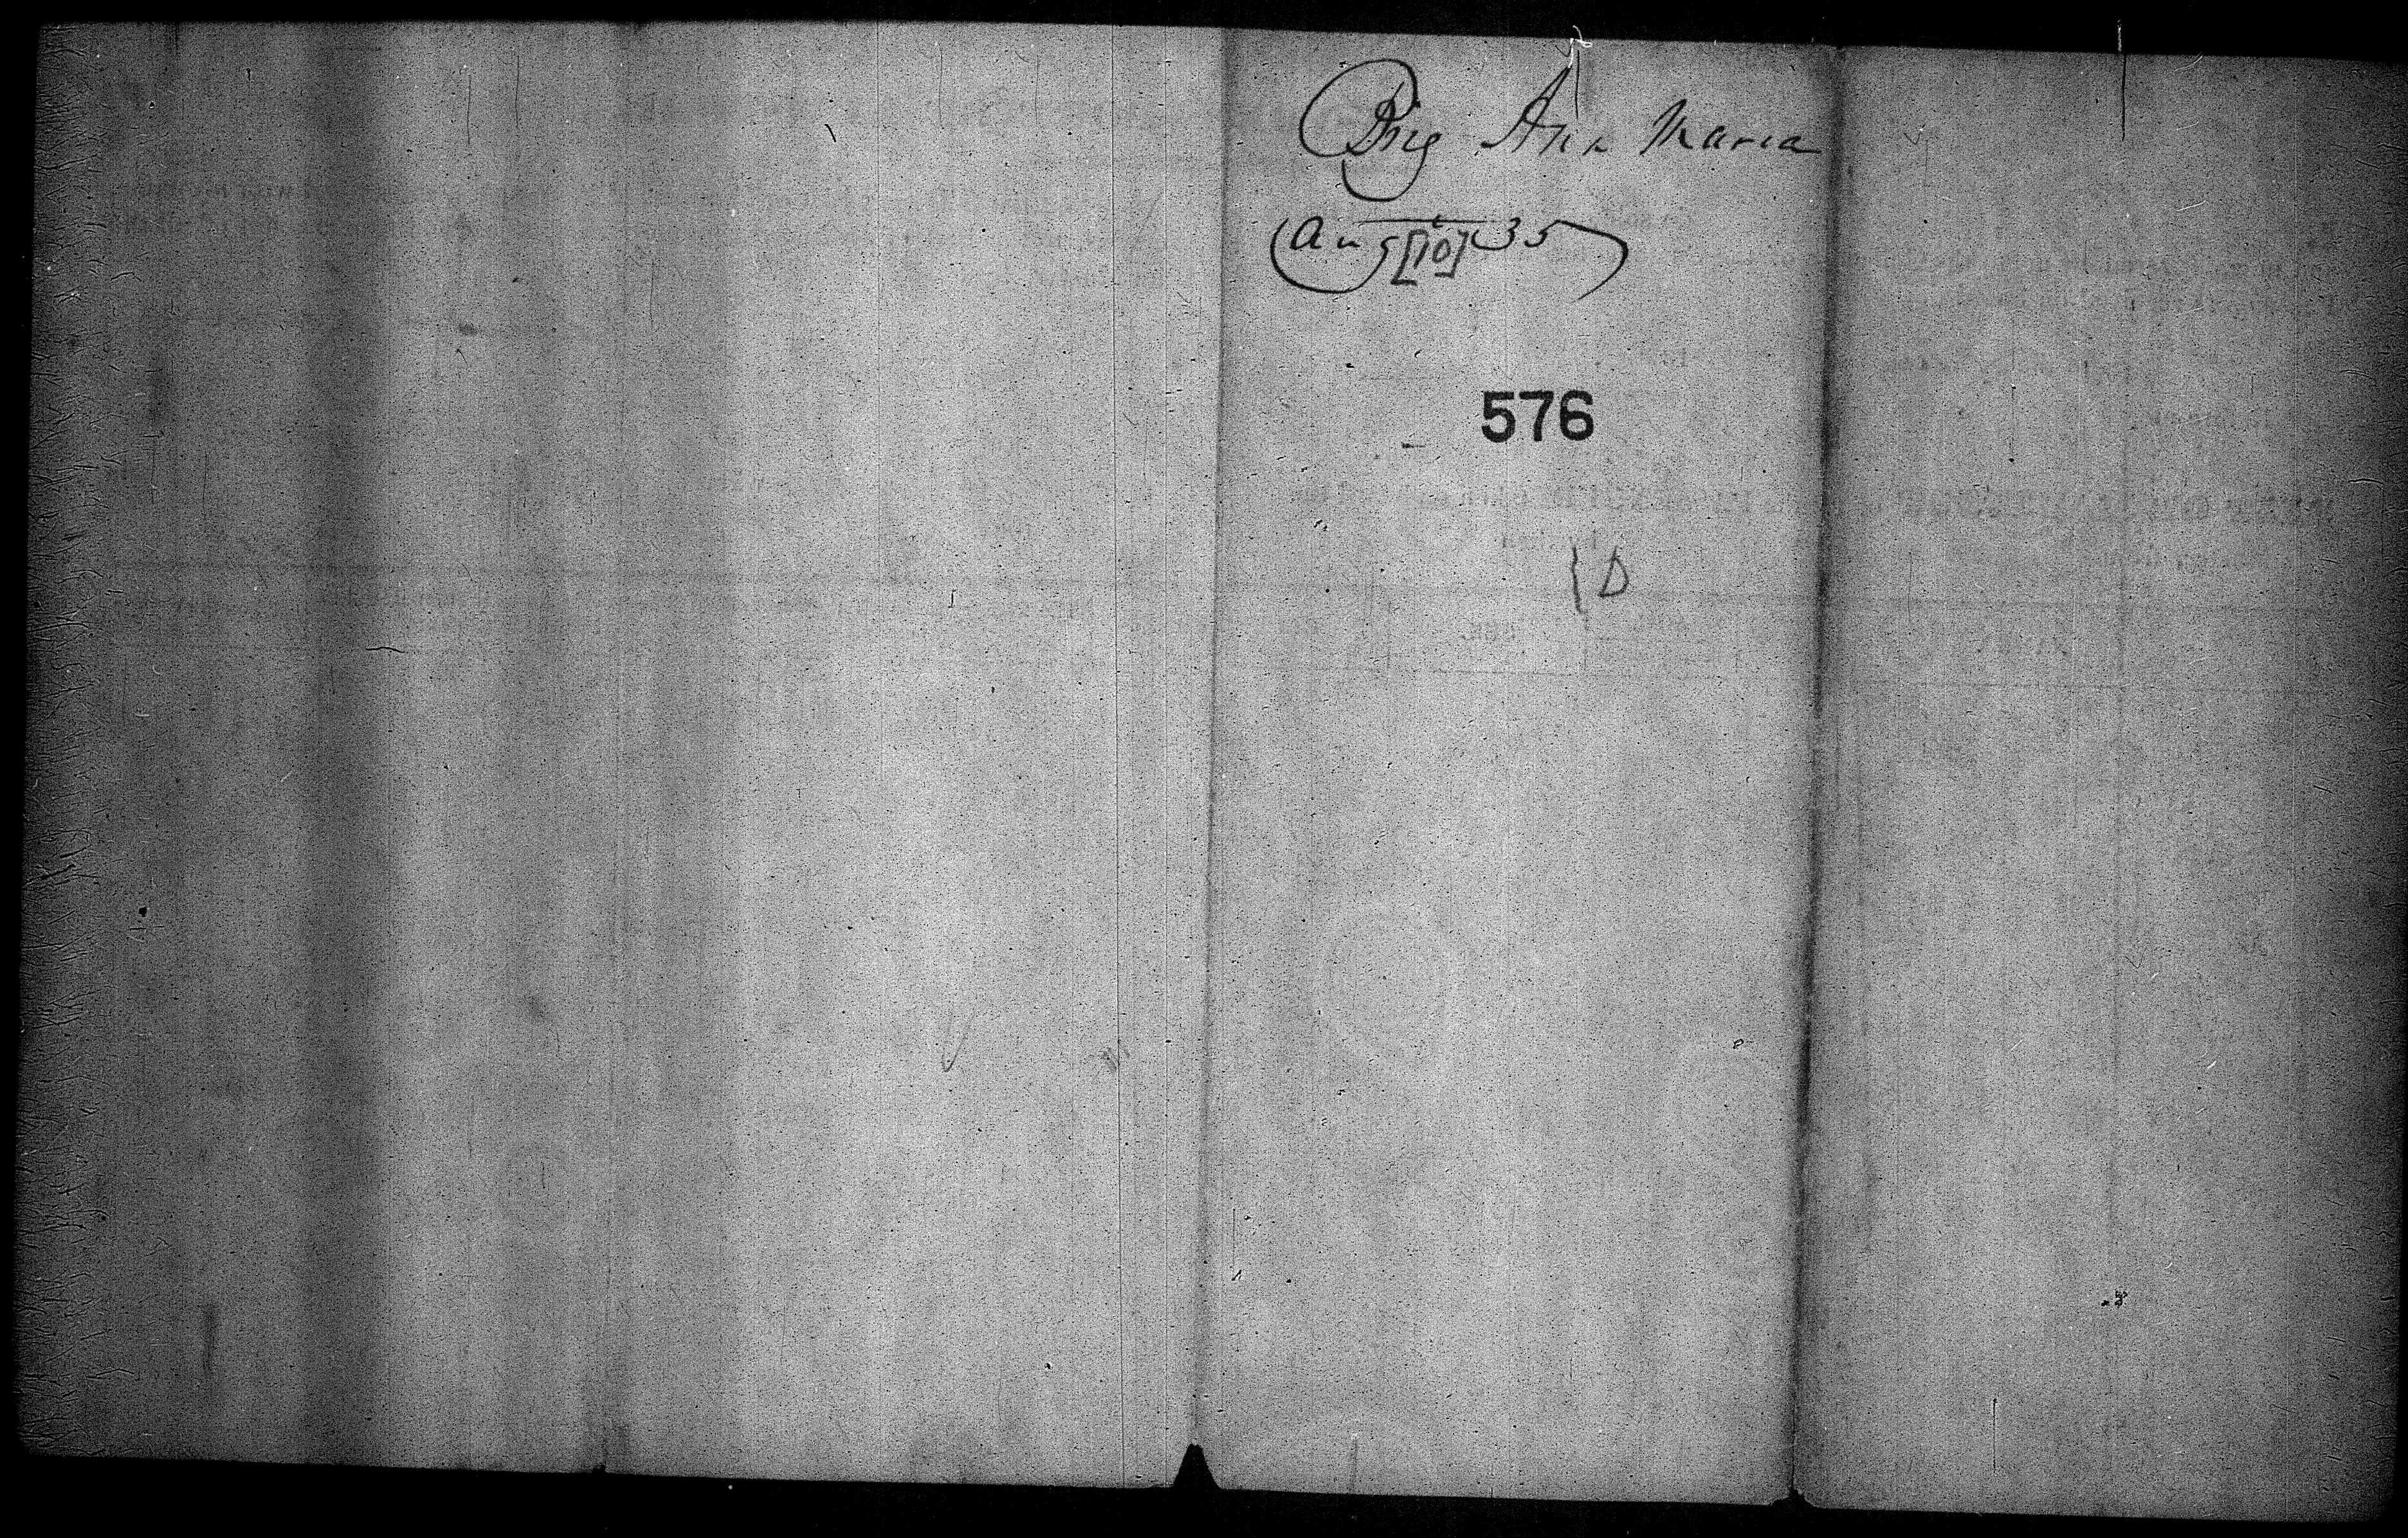 Brig Ann Maria
(Aug [10] 35)
576
{ D